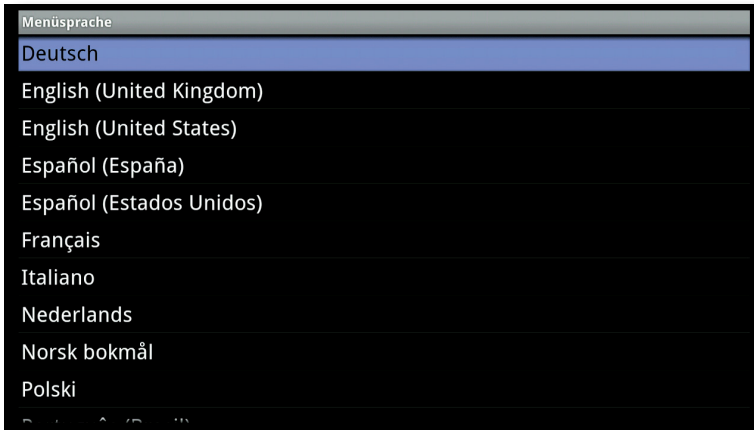 Menüsprache
Deutsch
English (United Kingdom)
English (United States)
Español (España)
Español (Estados Unidos)
Français
Italiano
Nederlands
Norsk bokmål
Polski